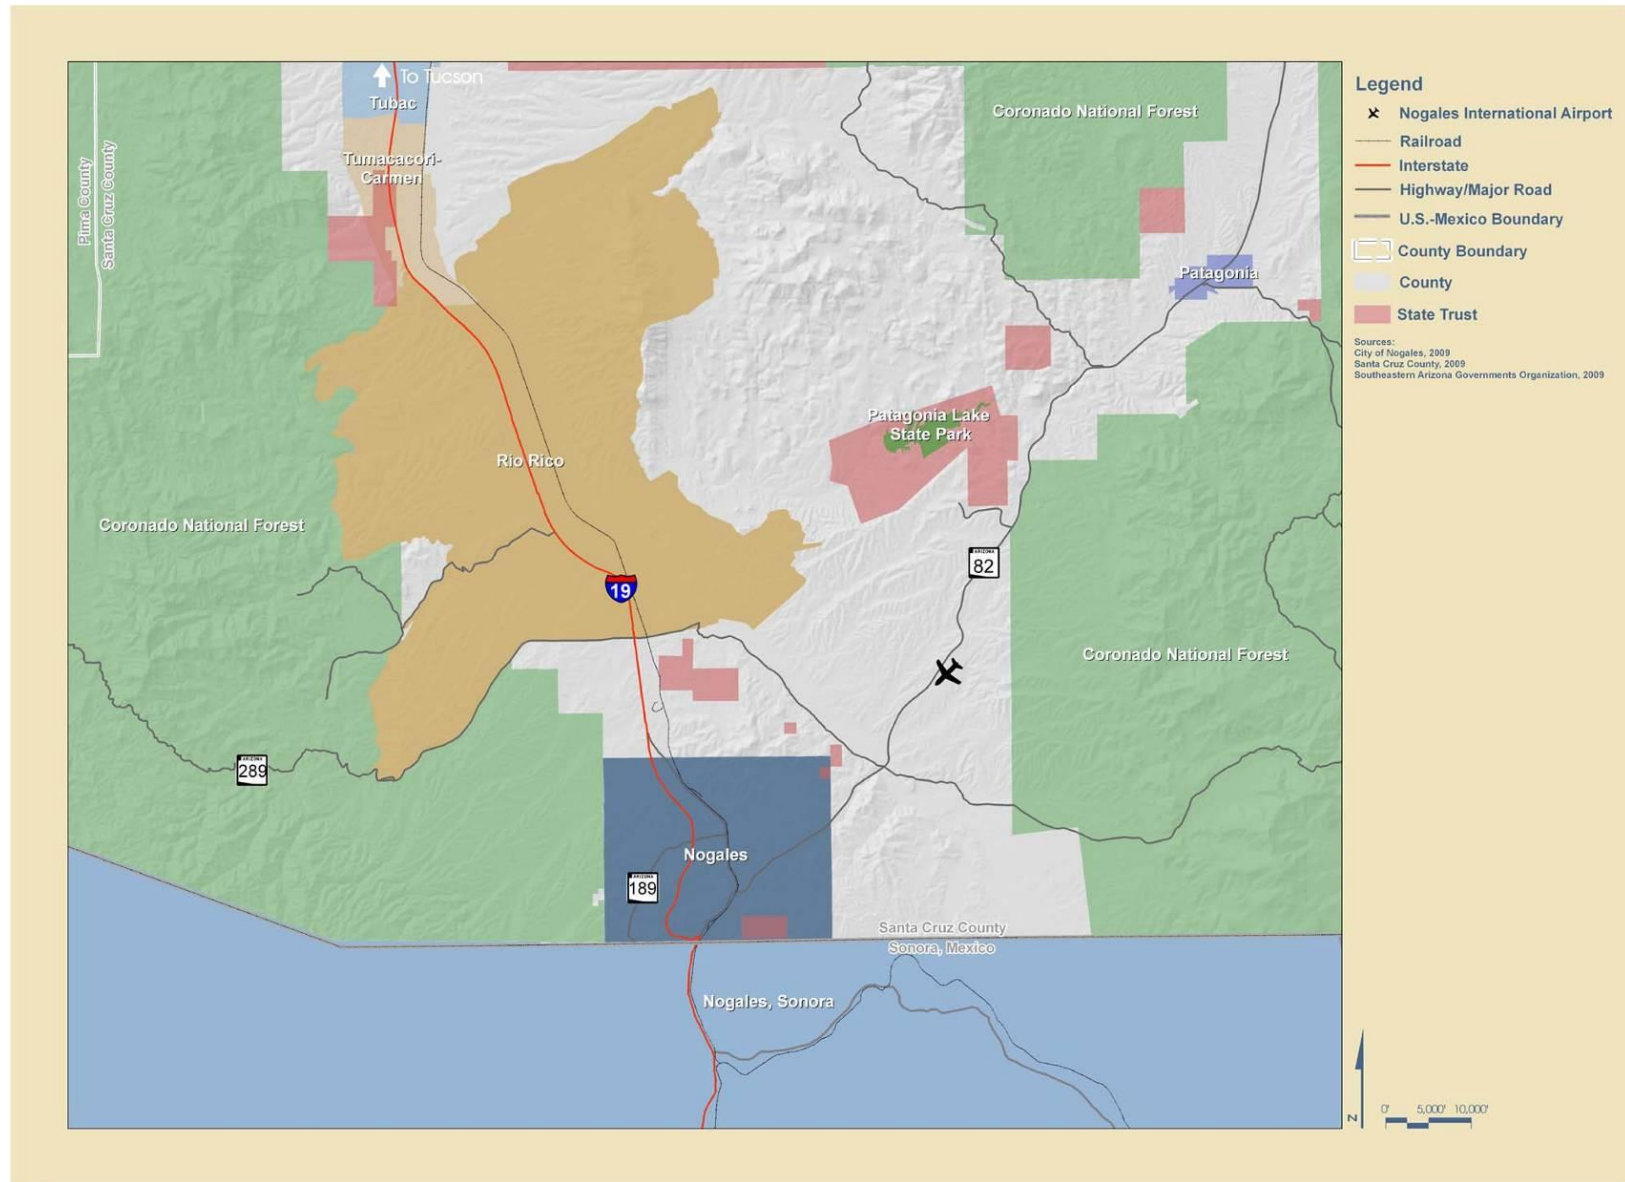 To Tucson
Tubac
Tumacacori-
Carmen
Pima County
Santa Cruz County
Coronado National Forest
Patagonia
Patagonia Lake
State Park
Rio Rico
Coronado National Forest
ARIZONA
82
19
Coronado National Forest
ARIZONA
289
Nogales
ARIZONA
189
Santa Cruz County
Sonora, Mexico
Nogales, Sonora
Legend
Nogales International Airport
Railroad
Interstate
Highway/Major Road
U.S.-Mexico Boundary
County Boundary
County
State Trust
Sources:
City of Nogales, 2009
Santa Cruz County, 2009
Southeastern Arizona Governments Organization, 2009
N
0' 5,000' 10,000'